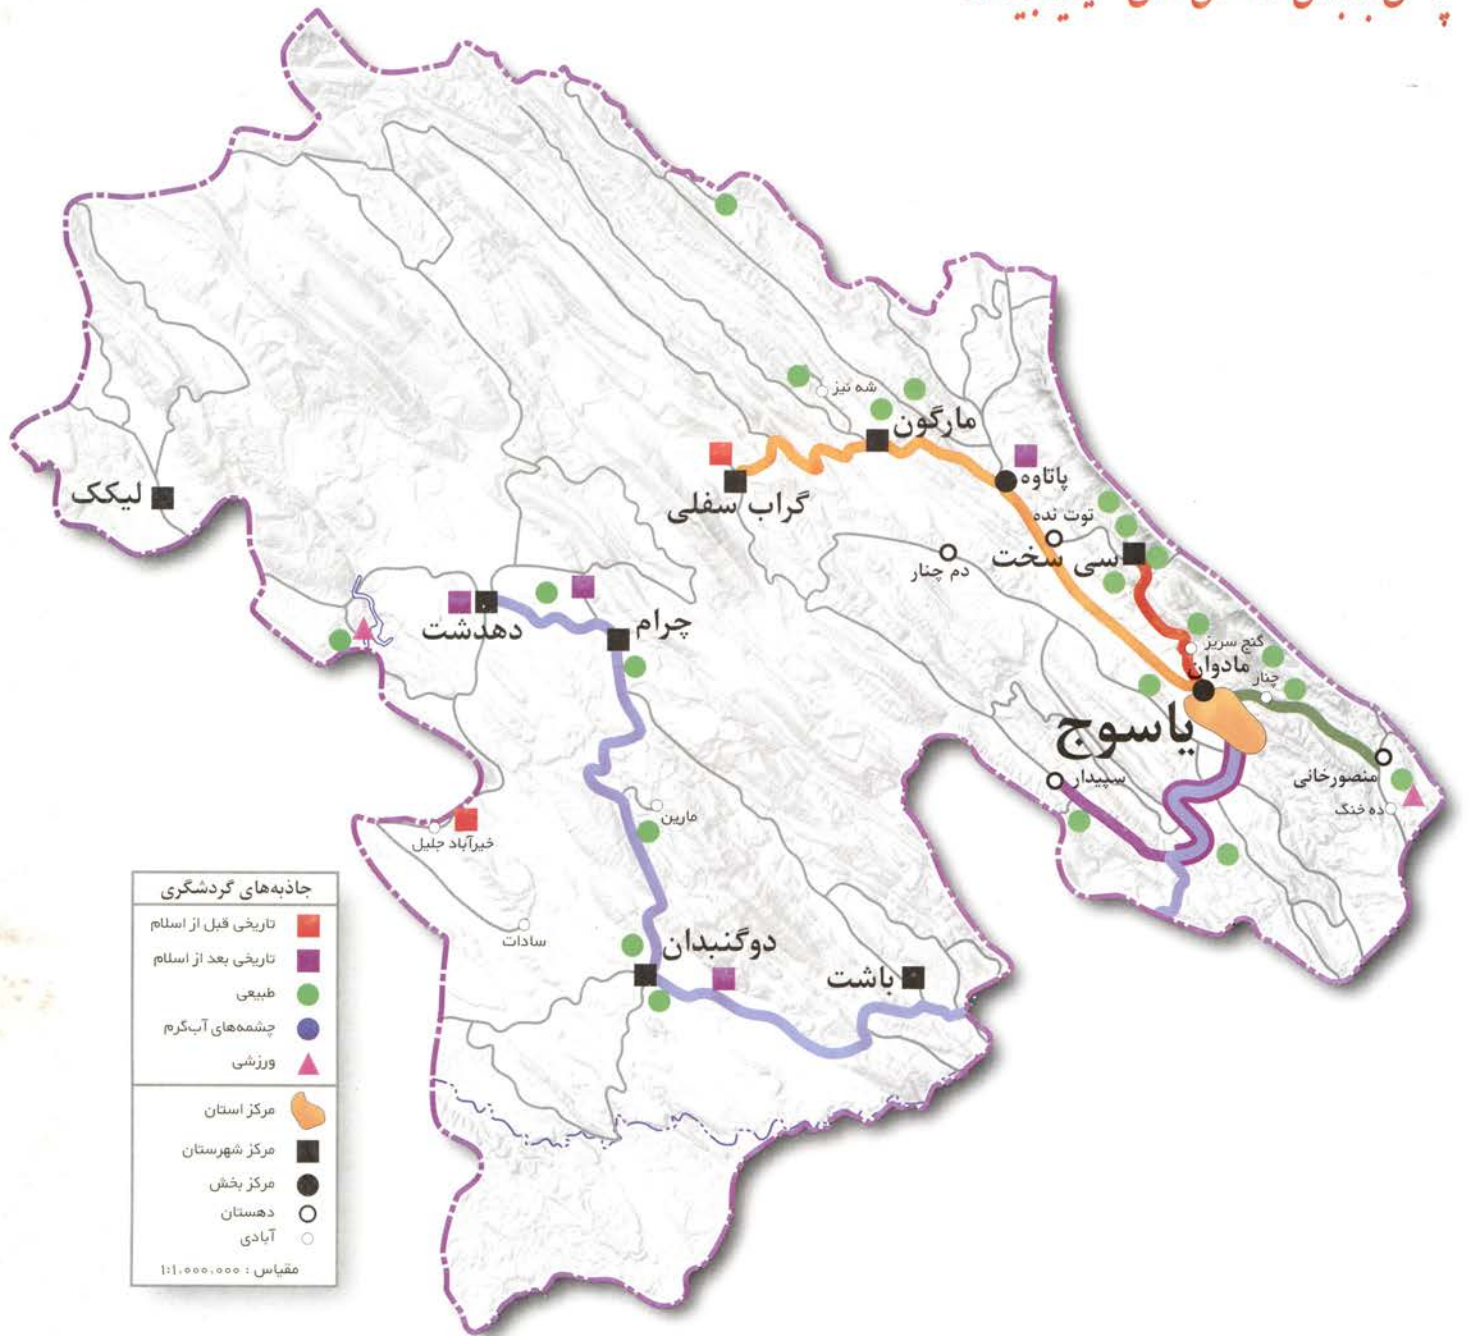 شه نیز
مارگون
پاتاوه
گراب سفلی
لیکک
توت نده
سی سخت
دم چنار
چرام
دهدشت
گنج سریز
مادوان
چنار
یاسوج
منصورخانی
سپیدار
ده خنگ
مارین
خیرآباد جلیل
سادات
دوگنبدان
باشت
جاذبه‌های گردشگری
تاریخی قبل از اسلام
تاریخی بعد از اسلام
طبیعی
چشمه‌های آب‌گرم
ورزشی
مرکز استان
مرکز شهرستان
مرکز بخش
دهستان
آبادی
مقیاس : ۱:۱.۰۰۰.۰۰۰